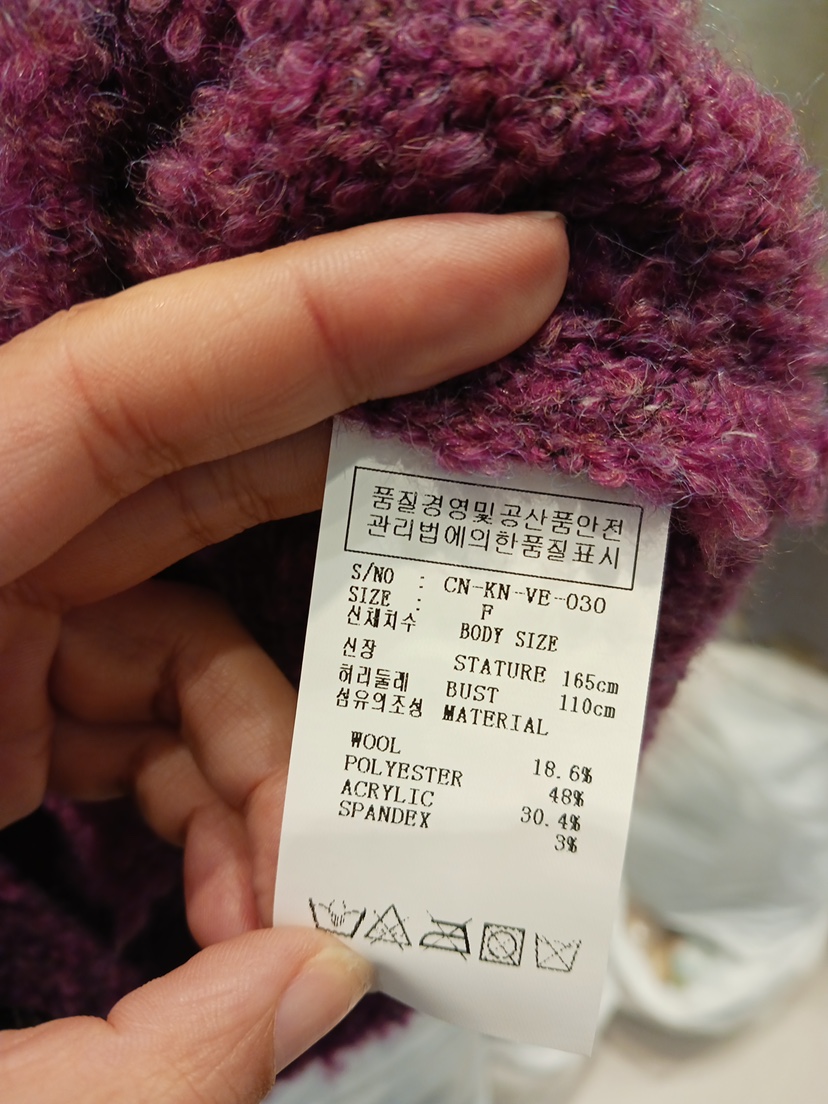 품질경영및공산품안전
관리법에의한품질표시
S/NO : CN-KN-VE-030
SIZE : F
신체치수 BODY SIZE
신장 STATURE 165cm
허리둘레 BUST 110cm
섬유의조성 MATERIAL
WOOL 18.6%
POLYESTER 48%
ACRYLIC 30.4%
SPANDEX 3%